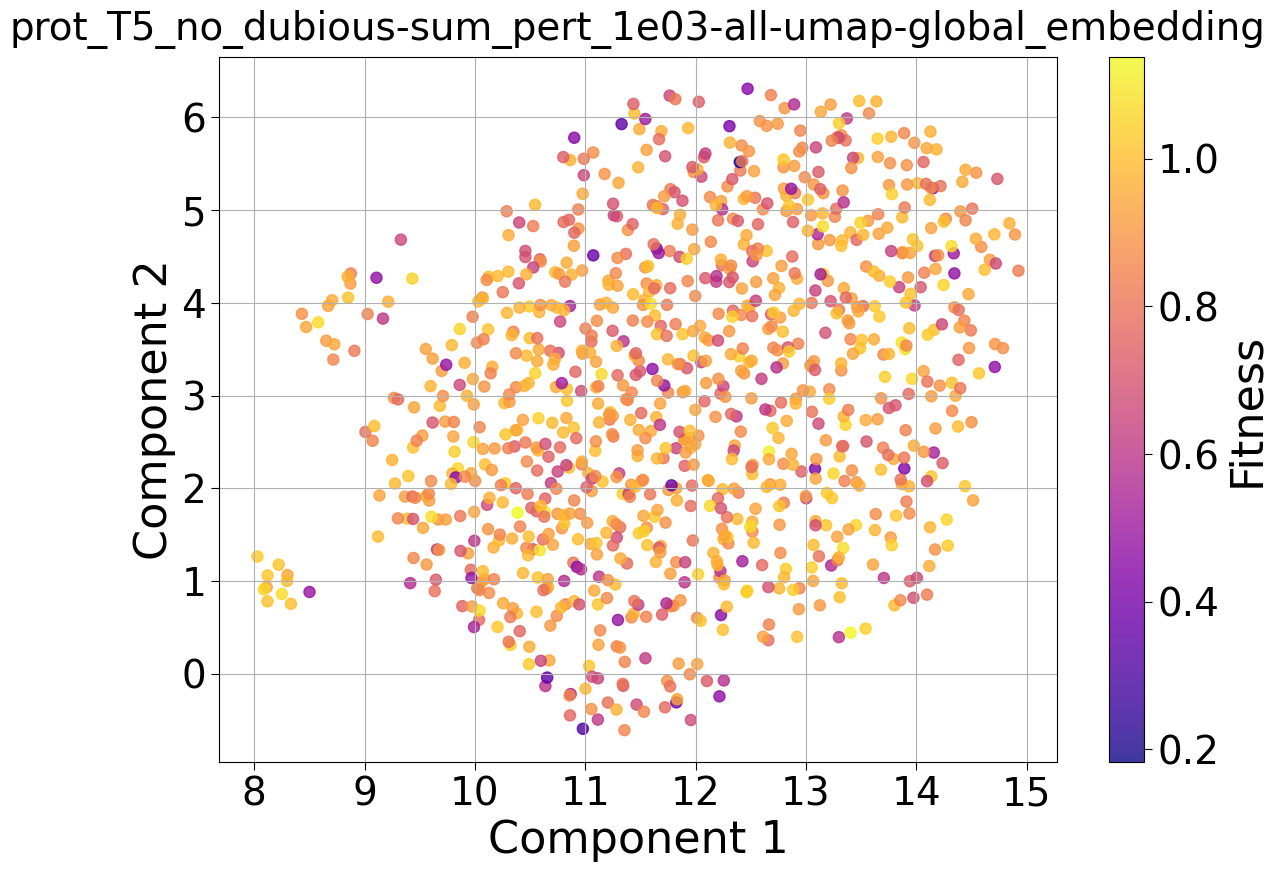 prot_T5_no_dubious-sum_pert_1e03-all-umap-global_embedding
6
5
4
3
2
1
0
Component 2
8 9 10 11 12 13 14 15
Component 1
1.0
0.8
0.6
0.4
0.2
Fitness